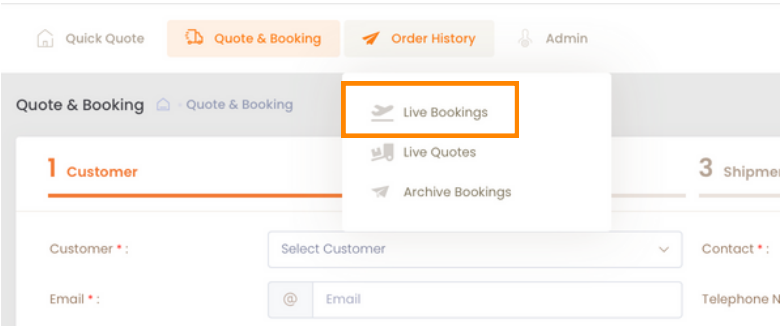 Quick Quote Quote & Booking Order History Admin
Quote & Booking Quote & Booking
Live Bookings
Live Quotes
Archive Bookings
1 Customer
3
Customer * :
Select Customer
Contact * :
Email * :
@ Email
Telephone